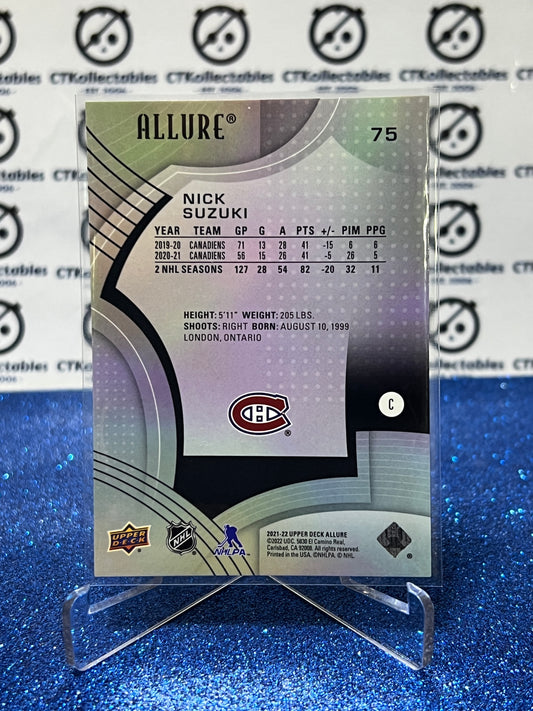 CTKollectables
CTKollectables
CTKollectables
ALLURE®
75
NICK
SUZUKI
YEAR TEAM GP G A PTS +/- PIM PPG
2019-20 CANADIENS 71 13 28 41 -15 6 6
2020-21 CANADIENS 56 15 26 41 -5 26 5
2 NHL SEASONS 127 28 54 82 -20 32 11
HEIGHT: 5'11" WEIGHT: 205 LBS.
SHOOTS: RIGHT BORN: AUGUST 10, 1999
LONDON, ONTARIO
C
®
UPPER
DECK
NHL
NHLPA
2021-22 UPPER DECK ALLURE
©2022 UDC. 5830 El Camino Real,
Carlsbad, CA 92008. All rights reserved.
Printed in the USA. ©NHLPA. © NHL.
®